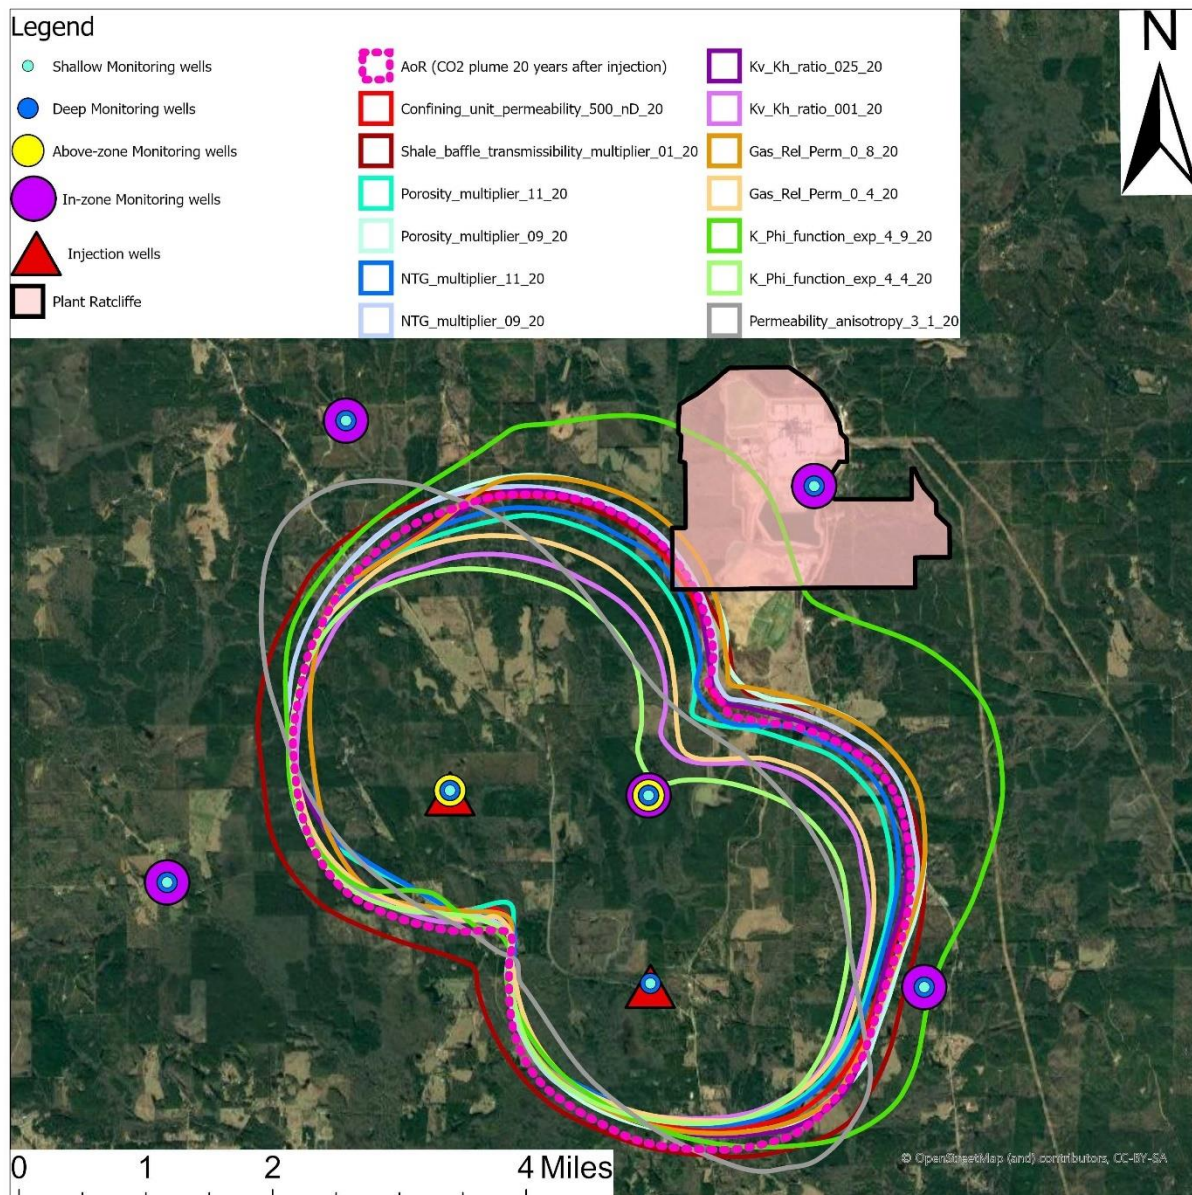 Legend
Shallow Monitoring wells
Deep Monitoring wells
Above-zone Monitoring wells
In-zone Monitoring wells
Injection wells
Plant Ratcliffe
AoR (CO2 plume 20 years after injection)
Confining_unit_permeability_500_nD_20
Shale_baffle_transmissibility_multiplier_01_20
Porosity_multiplier_11_20
Porosity_multiplier_09_20
NTG_multiplier_11_20
NTG_multiplier_09_20
Kv_Kh_ratio_025_20
Kv_Kh_ratio_001_20
Gas_Rel_Perm_0_8_20
Gas_Rel_Perm_0_4_20
K_Phi_function_exp_4_9_20
K_Phi_function_exp_4_4_20
Permeability_anisotropy_3_1_20
N
© OpenStreetMap (and) contributors, CC-BY-SA
0 1 2 4 Miles